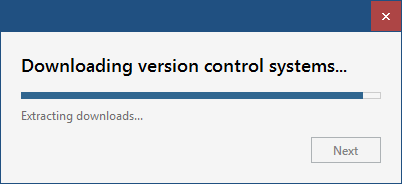 Downloading version control systems...
Extracting downloads...
Next